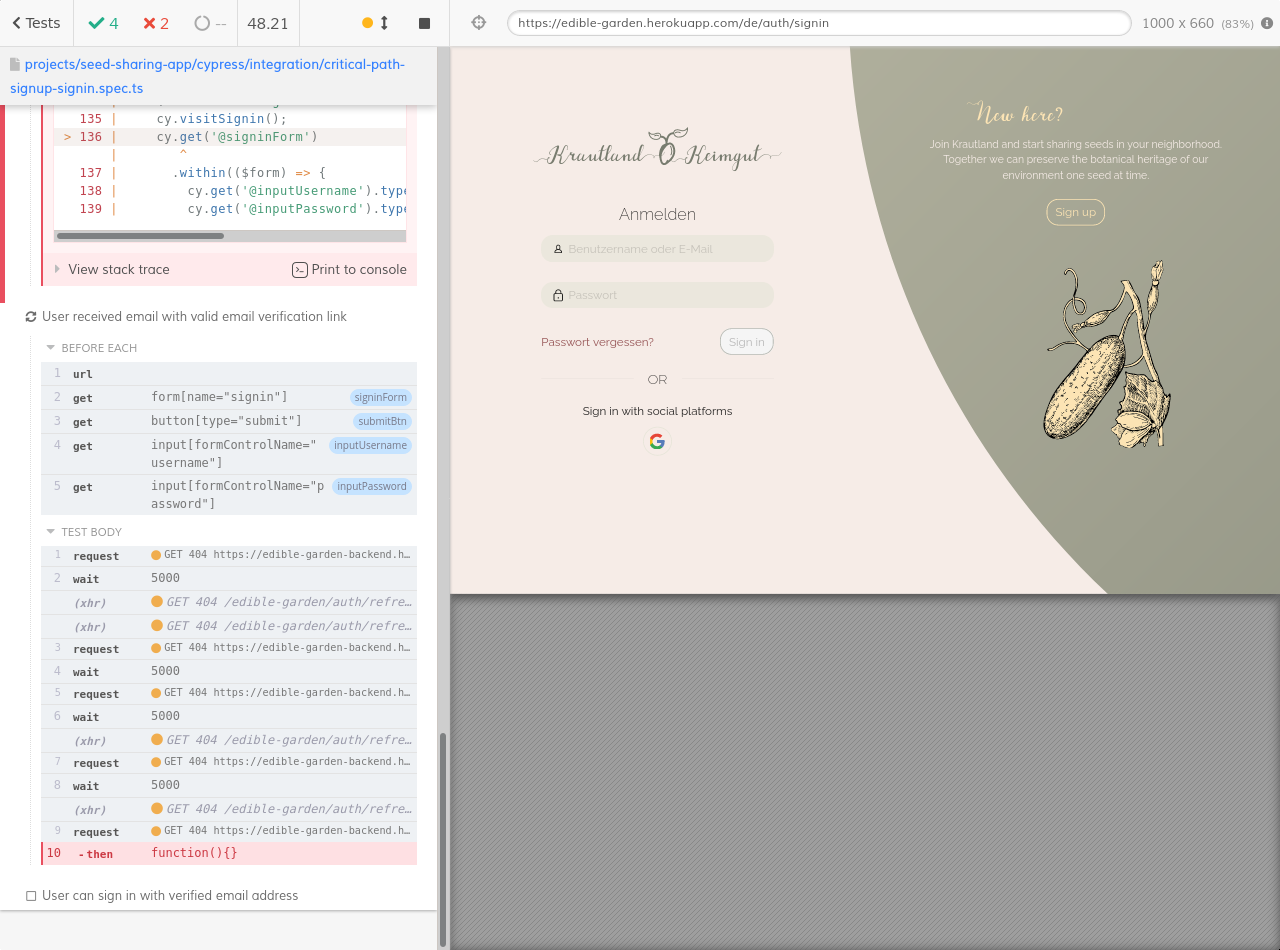 Tests
4
2
--
48.21
https://edible-garden.herokuapp.com/de/auth/signin
1000 x 660 (83%)
projects/seed-sharing-app/cypress/integration/critical-path-
signup-signin.spec.ts
135 | cy.visitSignin();
> 136 | cy.get('@signinForm')
| ^
137 | .within(($form) => {
138 | cy.get('@inputUsername').type
139 | cy.get('@inputPassword').type
View stack trace
Print to console
User received email with valid email verification link
BEFORE EACH
1 url
2 get form[name="signin"] signinForm
3 get button[type="submit"] submitBtn
4 get input[formControlName=" inputUsername
username"]
5 get input[formControlName="p inputPassword
assword"]
TEST BODY
1 request GET 404 https://edible-garden-backend.h…
2 wait 5000
(xhr) GET 404 /edible-garden/auth/refre…
(xhr) GET 404 /edible-garden/auth/refre…
3 request GET 404 https://edible-garden-backend.h…
4 wait 5000
5 request GET 404 https://edible-garden-backend.h…
6 wait 5000
(xhr) GET 404 /edible-garden/auth/refre…
7 request GET 404 https://edible-garden-backend.h…
8 wait 5000
(xhr) GET 404 /edible-garden/auth/refre…
9 request GET 404 https://edible-garden-backend.h…
10 -then function(){}
User can sign in with verified email address
Krautland Keimgut
Anmelden
Benutzername oder E-Mail
Passwort
Passwort vergessen?
Sign in
OR
Sign in with social platforms
New here?
Join Krautland and start sharing seeds in your neighborhood.
Together we can preserve the botanical heritage of our
environment one seed at time.
Sign up